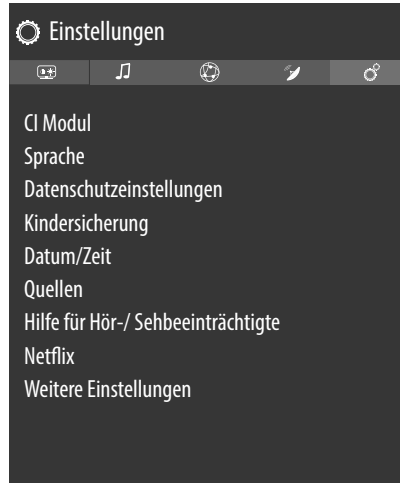 Einstellungen
CI Modul
Sprache
Datenschutzeinstellungen
Kindersicherung
Datum/Zeit
Quellen
Hilfe für Hör-/ Sehbeeinträchtigte
Netflix
Weitere Einstellungen